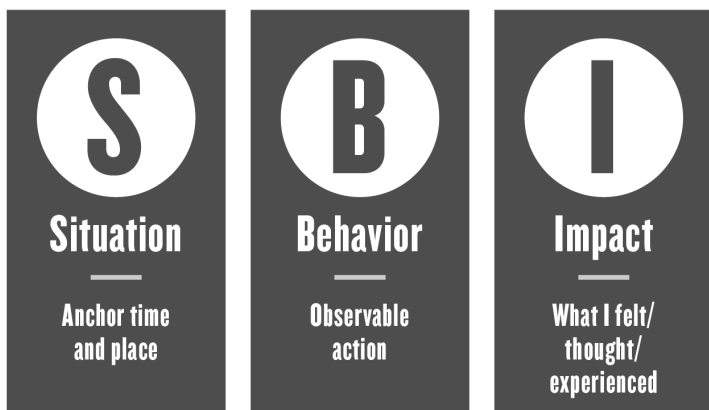 S
Situation
Anchor time
and place
B
Behavior
Observable
action
I
Impact
What I felt/
thought/
experienced